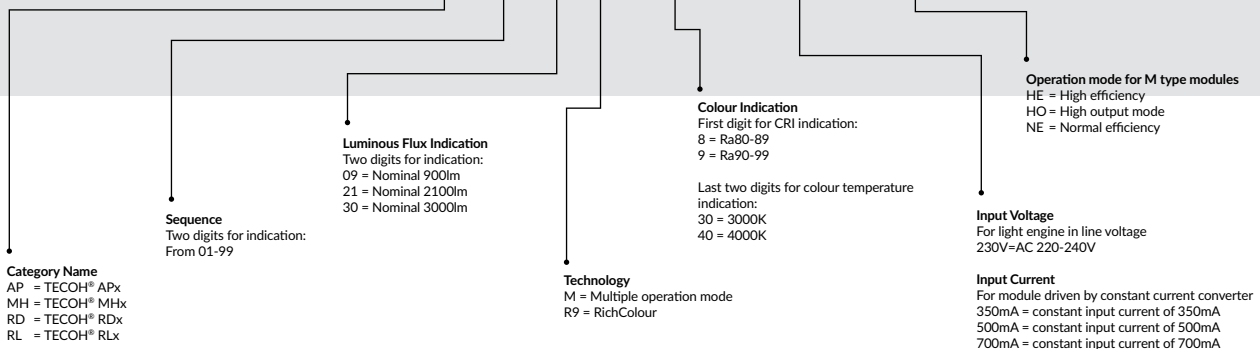 Category Name
AP = TECOH® APx
MH = TECOH® MHx
RD = TECOH® RDx
RL = TECOH® RLx
Sequence
Two digits for indication:
From 01-99
Luminous Flux Indication
Two digits for indication:
09 = Nominal 900lm
21 = Nominal 2100lm
30 = Nominal 3000lm
Technology
M = Multiple operation mode
R9 = RichColour
Colour Indication
First digit for CRI indication:
8 = Ra80-89
9 = Ra90-99
Last two digits for colour temperature
indication:
30 = 3000K
40 = 4000K
Input Voltage
For light engine in line voltage
230V=AC 220-240V
Input Current
For module driven by constant current converter
350mA = constant input current of 350mA
500mA = constant input current of 500mA
700mA = constant input current of 700mA
Operation mode for M type modules
HE = High efficiency
HO = High output mode
NE = Normal efficiency